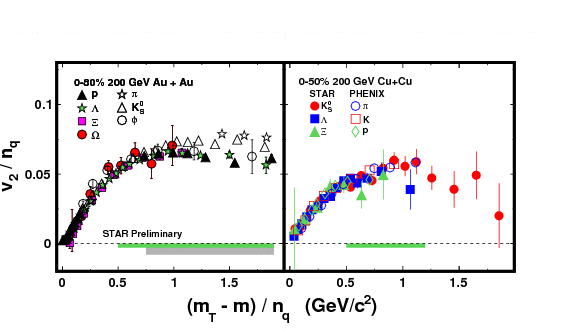 0-80% 200 GeV Au + Au
p
π
Λ
K⁰S
Ξ
φ
Ω
STAR Preliminary
0-50% 200 GeV Cu+Cu
STAR PHENIX
K⁰S π
Λ K
Ξ p
v₂ / nq
0.1
0.05
0
0 0.5 1 1.5
0 0.5 1 1.5
(mT - m) / nq (GeV/c²)